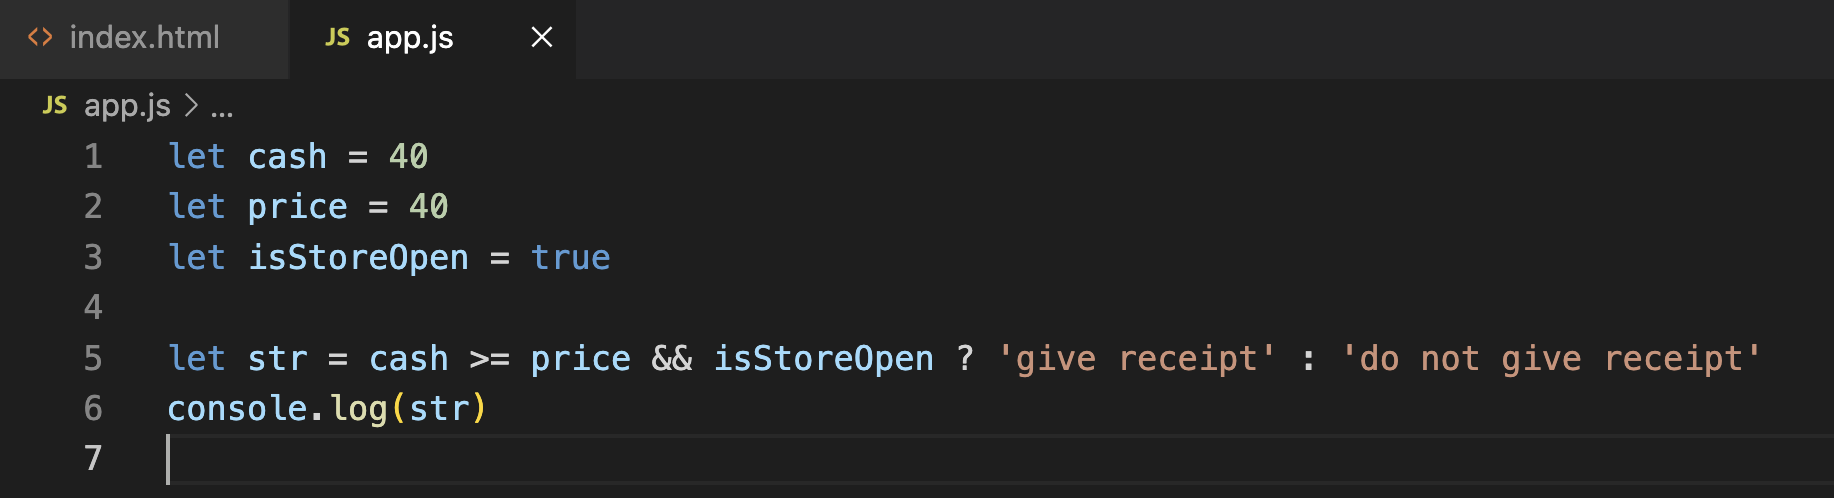 <> index.html JS app.js ×
JS app.js > ...
1 let cash = 40
2 let price = 40
3 let isStoreOpen = true
4
5 let str = cash >= price && isStoreOpen ? 'give receipt' : 'do not give receipt'
6 console.log(str)
7